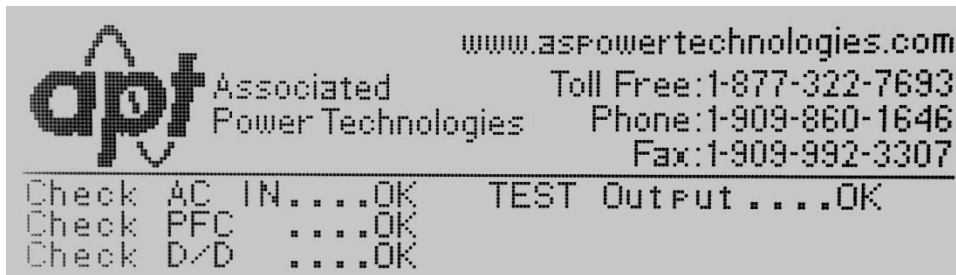 www.aspowertechnologies.com
apt
Associated
Power Technologies
Toll Free:1-877-322-7693
Phone:1-909-860-1646
Fax:1-909-992-3307
Check AC IN....OK
TEST Output....OK
Check PFC ....OK
Check D/D ....OK